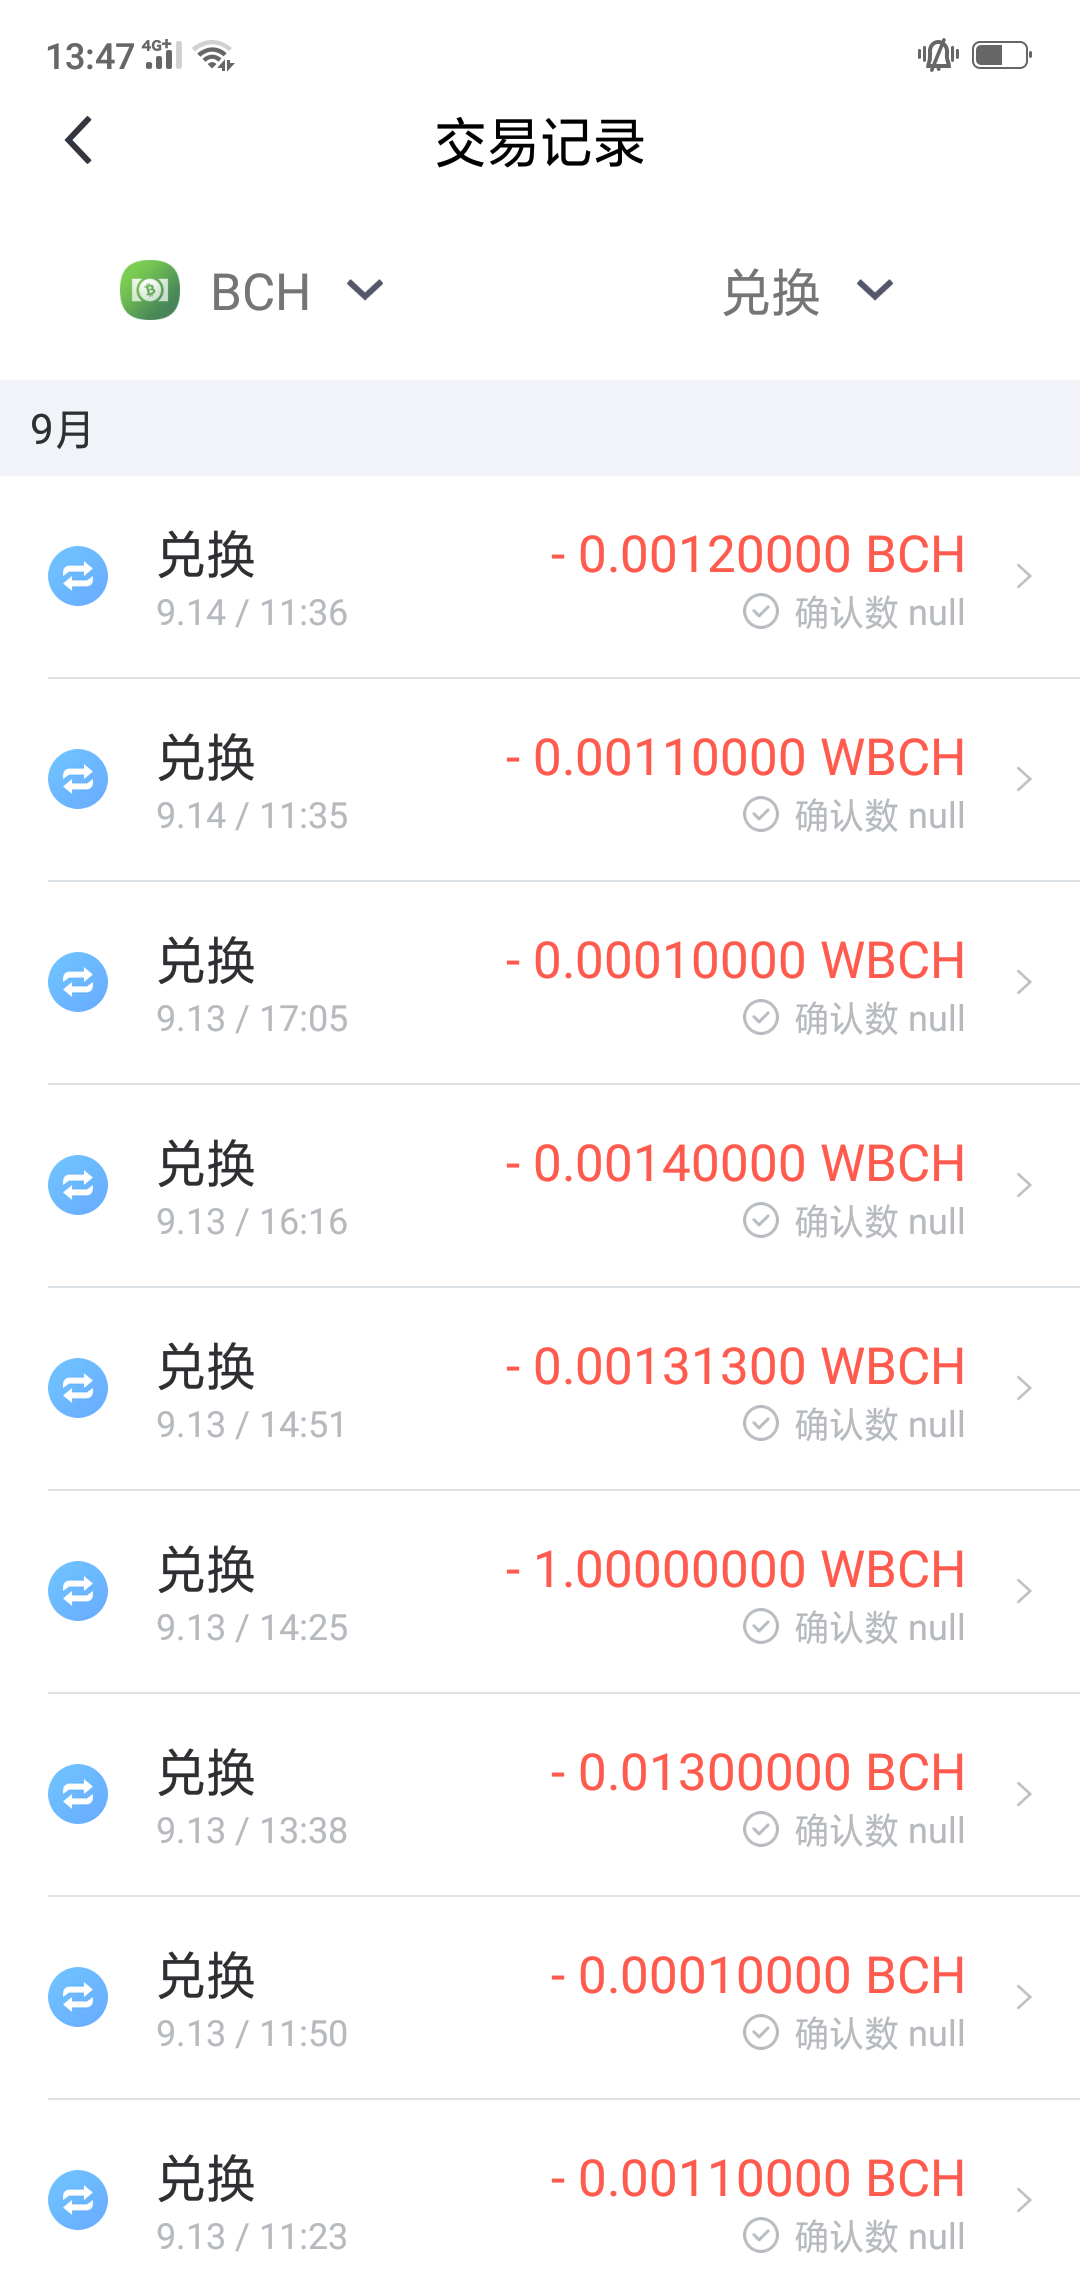 13:47 4G+
交易记录
BCH 兑换
9月
兑换 - 0.00120000 BCH
9.14 / 11:36 确认数 null
兑换 - 0.00110000 WBCH
9.14 / 11:35 确认数 null
兑换 - 0.00010000 WBCH
9.13 / 17:05 确认数 null
兑换 - 0.00140000 WBCH
9.13 / 16:16 确认数 null
兑换 - 0.00131300 WBCH
9.13 / 14:51 确认数 null
兑换 - 1.00000000 WBCH
9.13 / 14:25 确认数 null
兑换 - 0.01300000 BCH
9.13 / 13:38 确认数 null
兑换 - 0.00010000 BCH
9.13 / 11:50 确认数 null
兑换 - 0.00110000 BCH
9.13 / 11:23 确认数 null